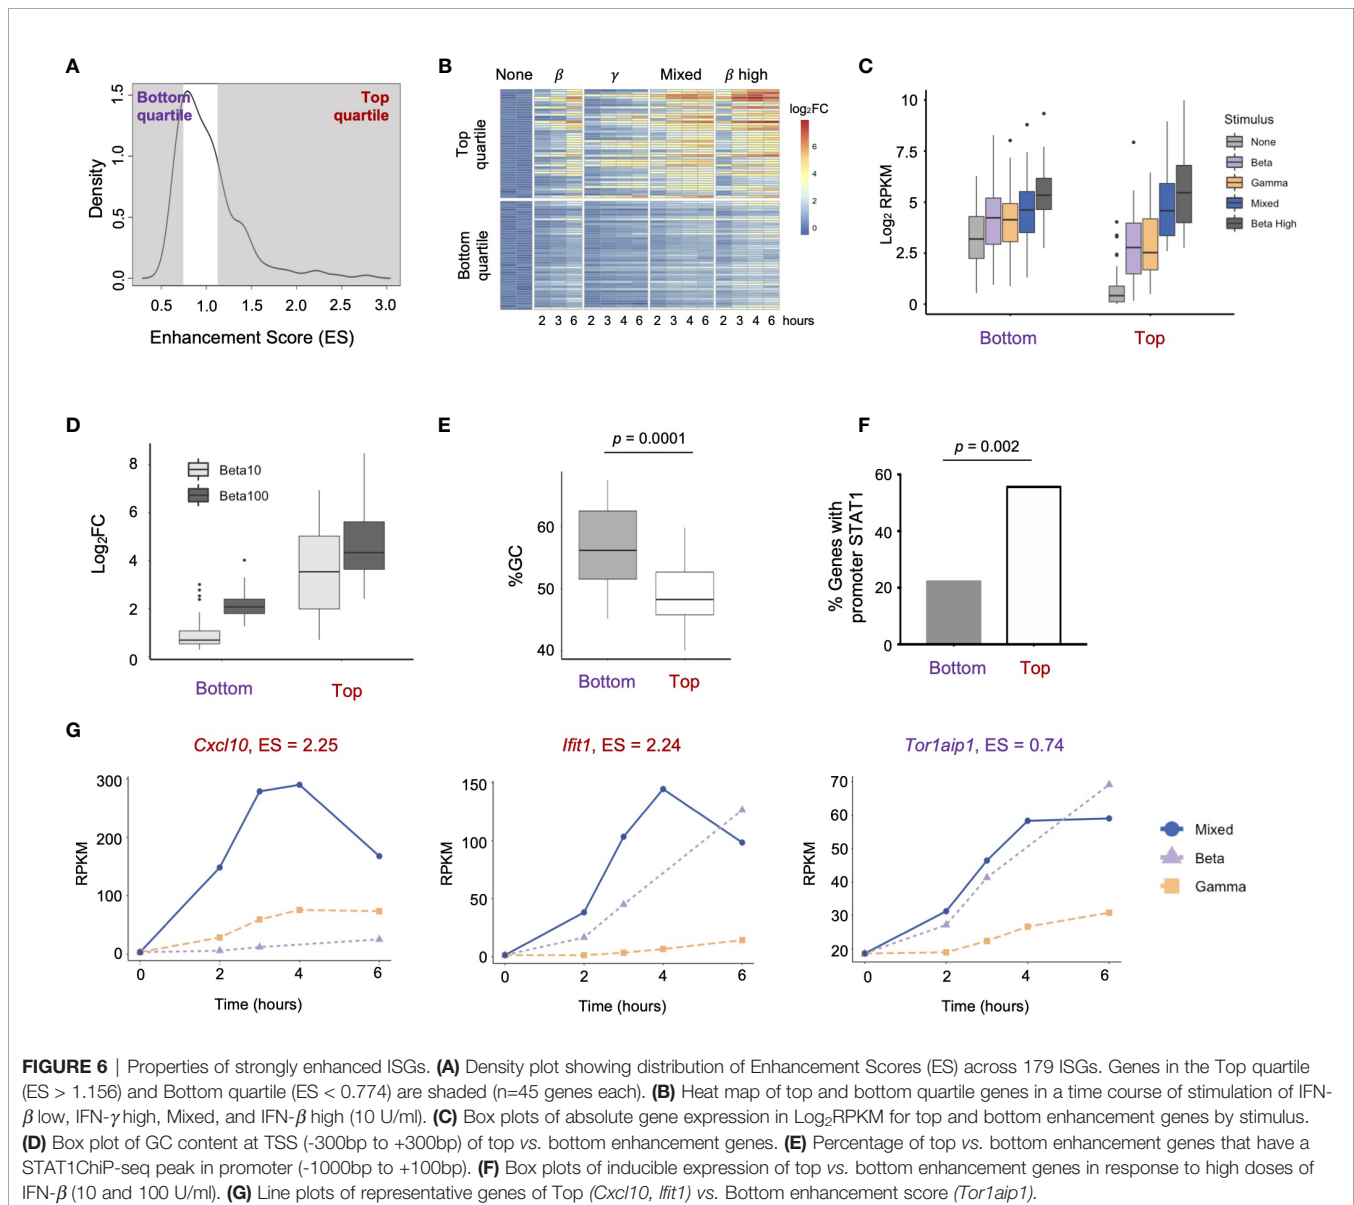 A
Bottom
quartile
Top
quartile
1.5
1.0
0.5
0.0
Density
0.5 1.0 1.5 2.0 2.5 3.0
Enhancement Score (ES)
B
None β γ Mixed β high
Top
quartile
Bottom
quartile
log2FC
6
4
2
0
2 3 6 2 3 4 6 2 3 4 6 2 3 4 6 hours
C
Log2 RPKM
10
7.5
5
2.5
0
Bottom Top
Stimulus
None
Beta
Gamma
Mixed
Beta High
D
Log2FC
8
6
4
2
0
Beta10
Beta100
Bottom Top
E
p = 0.0001
%GC
60
50
40
Bottom Top
F
p = 0.002
% Genes with
promoter STAT1
60
40
20
0
Bottom Top
G
Cxcl10, ES = 2.25
RPKM
300
200
100
0
0 2 4 6
Time (hours)
Ifit1, ES = 2.24
RPKM
150
100
50
0
0 2 4 6
Time (hours)
Tor1aip1, ES = 0.74
RPKM
70
60
50
40
30
20
0 2 4 6
Time (hours)
Mixed
Beta
Gamma
FIGURE 6 | Properties of strongly enhanced ISGs. (A) Density plot showing distribution of Enhancement Scores (ES) across 179 ISGs. Genes in the Top quartile
(ES > 1.156) and Bottom quartile (ES < 0.774) are shaded (n=45 genes each). (B) Heat map of top and bottom quartile genes in a time course of stimulation of IFN-
β low, IFN-γ high, Mixed, and IFN-β high (10 U/ml). (C) Box plots of absolute gene expression in Log2RPKM for top and bottom enhancement genes by stimulus.
(D) Box plot of GC content at TSS (-300bp to +300bp) of top vs. bottom enhancement genes. (E) Percentage of top vs. bottom enhancement genes that have a
STAT1ChiP-seq peak in promoter (-1000bp to +100bp). (F) Box plots of inducible expression of top vs. bottom enhancement genes in response to high doses of
IFN-β (10 and 100 U/ml). (G) Line plots of representative genes of Top (Cxcl10, Ifit1) vs. Bottom enhancement score (Tor1aip1).